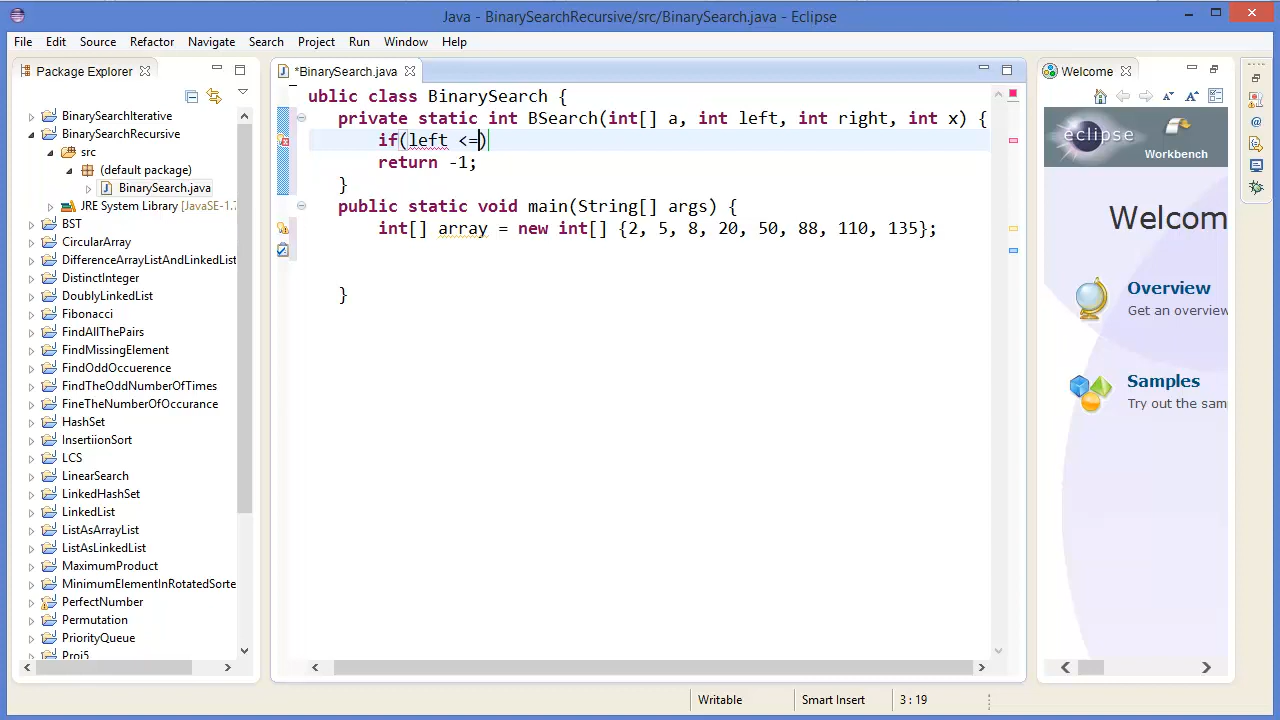 Java - BinarySearchRecursive/src/BinarySearch.java - Eclipse
File Edit Source Refactor Navigate Search Project Run Window Help
Package Explorer
*BinarySearch.java
Welcome
BinarySearchIterative
BinarySearchRecursive
src
(default package)
BinarySearch.java
JRE System Library [JavaSE-1.7
BST
CircularArray
DifferenceArrayListAndLinkedList
DistinctInteger
DoublyLinkedList
Fibonacci
FindAllThePairs
FindMissingElement
FindOddOccuerence
FindTheOddNumberOfTimes
FineTheNumberOfOccurance
HashSet
InsertiionSort
LCS
LinearSearch
LinkedHashSet
LinkedList
ListAsArrayList
ListAsLinkedList
MaximumProduct
MinimumElementInRotatedSorte
PerfectNumber
Permutation
PriorityQueue
Proj5
ublic class BinarySearch {
private static int BSearch(int[] a, int left, int right, int x) {
if(left <=)
return -1;
}
public static void main(String[] args) {
int[] array = new int[] {2, 5, 8, 20, 50, 88, 110, 135};
}
eclipse
Workbench
Welcom
Overview
Get an overview
Samples
Try out the sam
Writable
Smart Insert
3 : 19